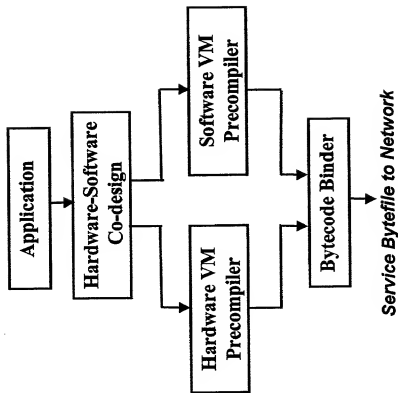 Application
Hardware-Software
Co-design
Hardware VM
Precompiler
Software VM
Precompiler
Bytecode Binder
Service Bytefile to Network